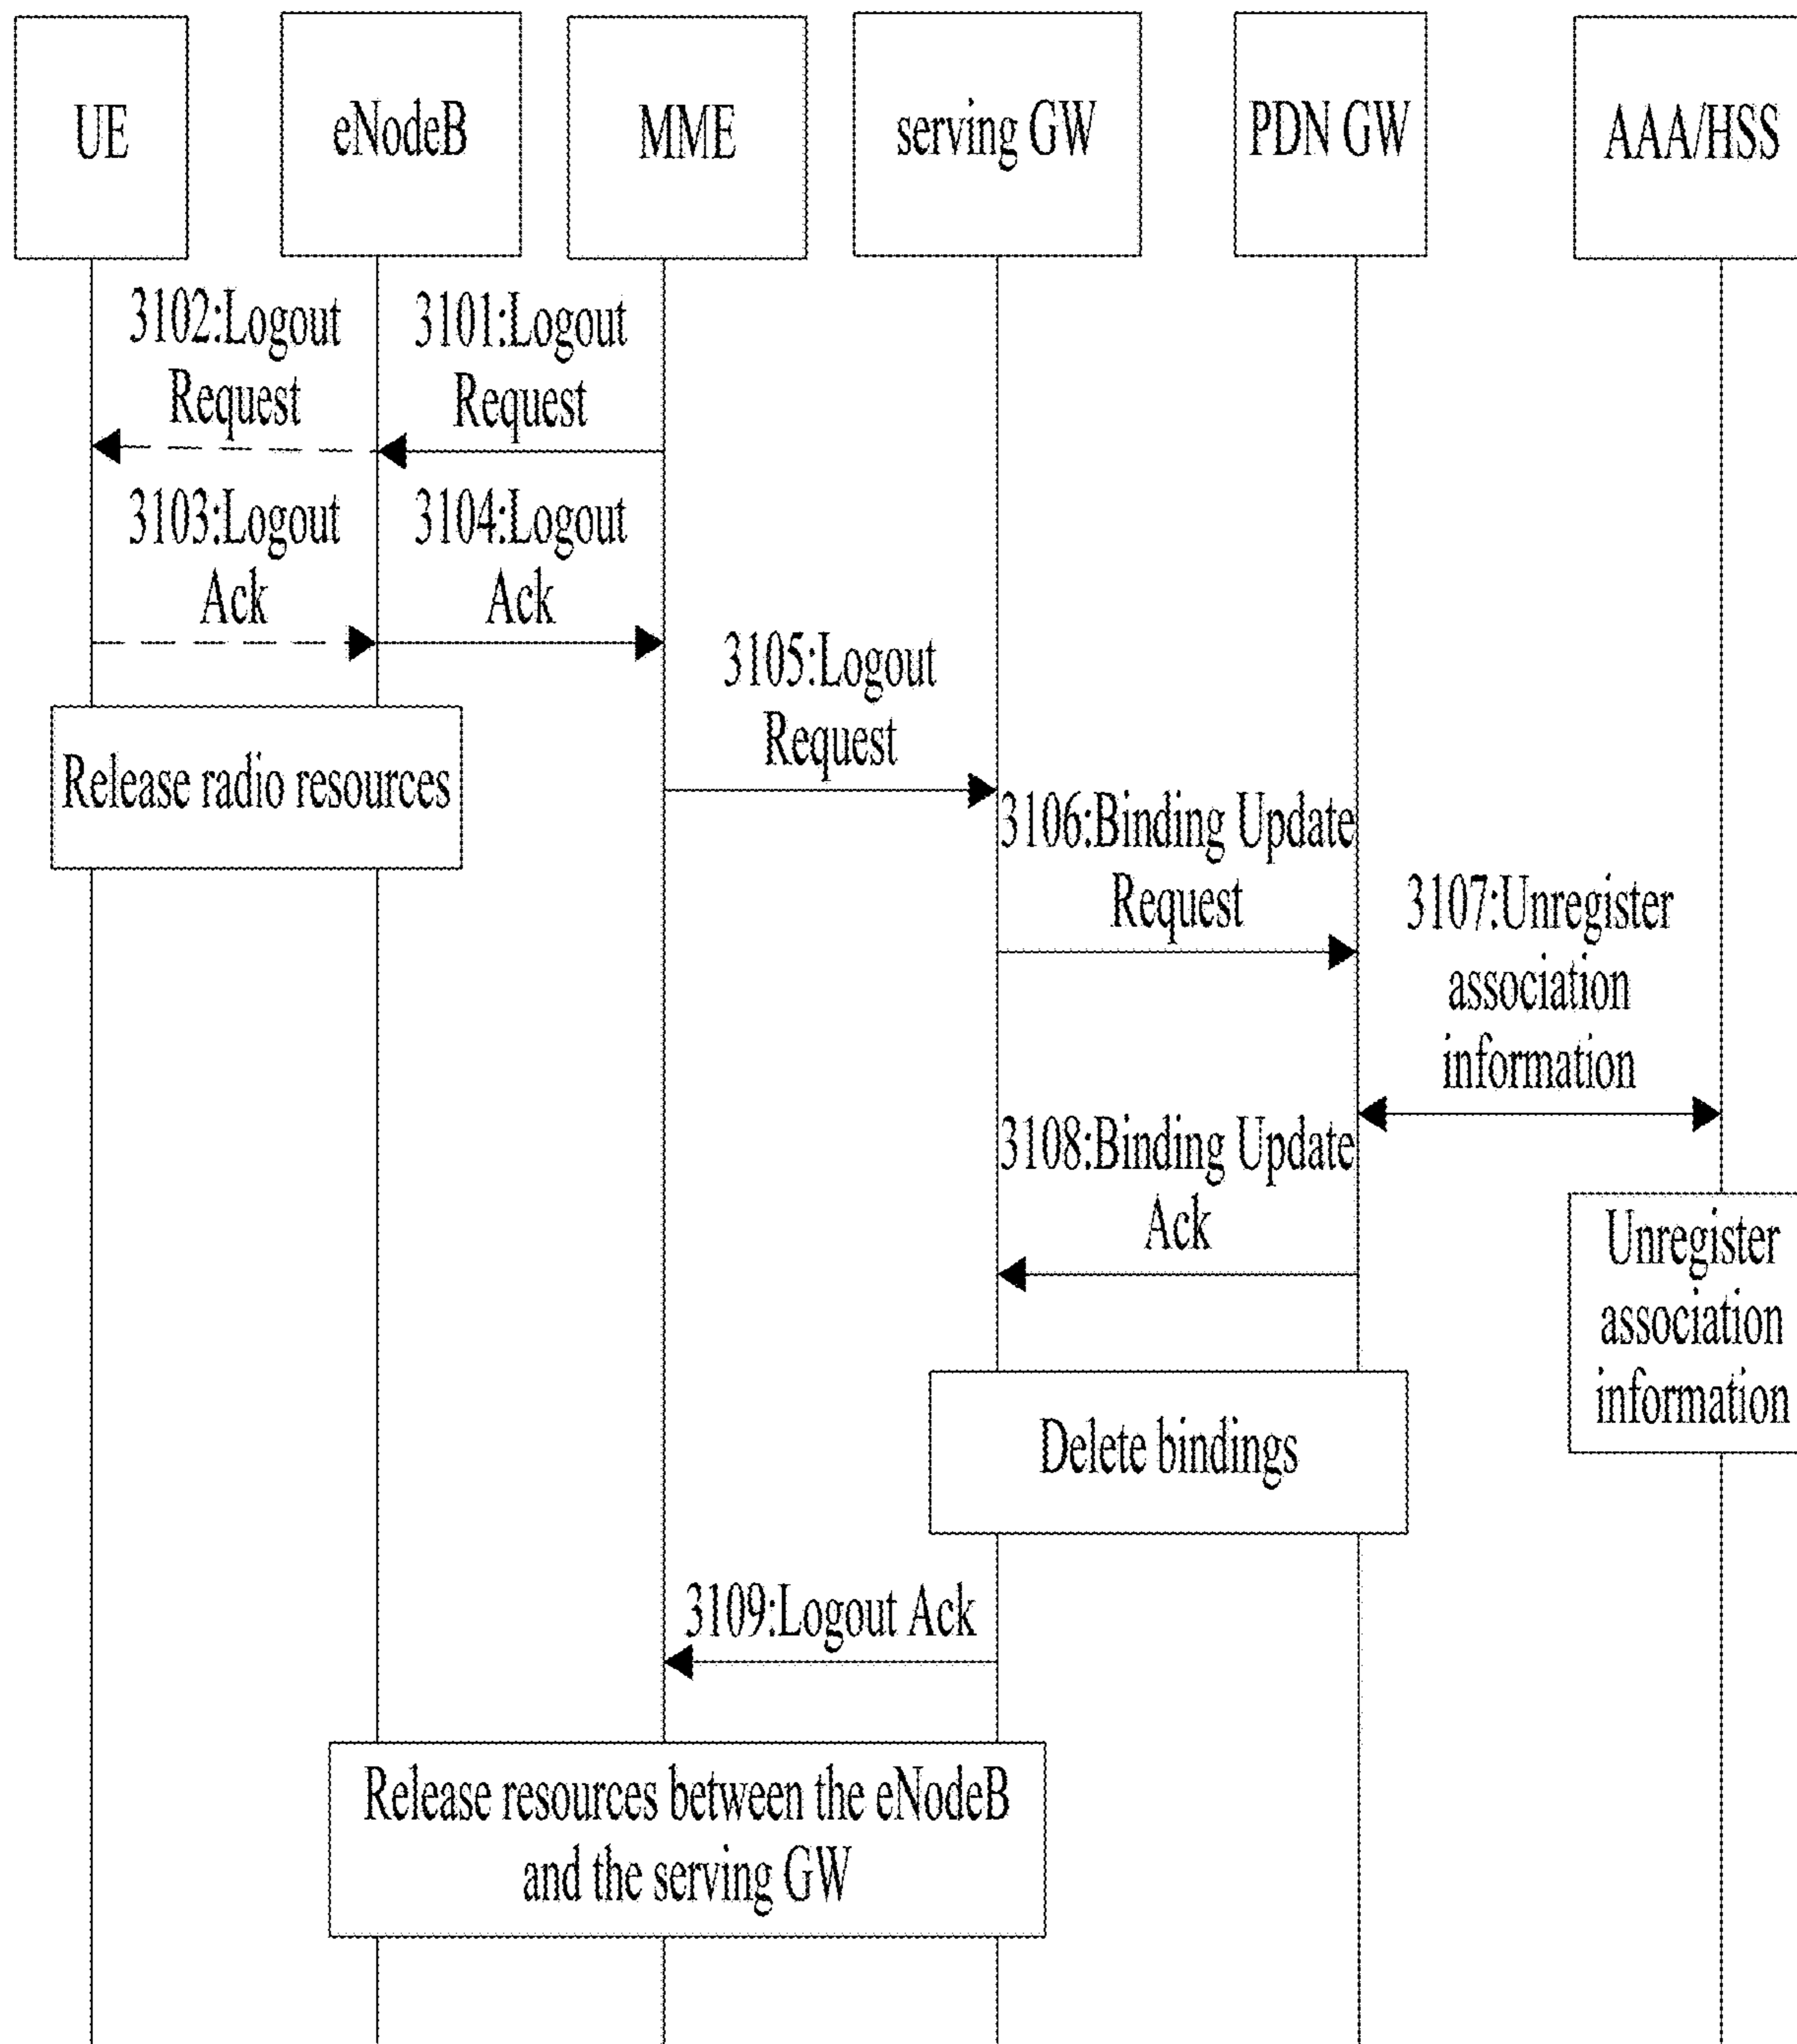 UE
eNodeB
MME
serving GW
PDN GW
AAA/HSS
3102:Logout
Request
3101:Logout
Request
3103:Logout
Ack
3104:Logout
Ack
3105:Logout
Request
Release radio resources
3106:Binding Update
Request
3107:Unregister
association
information
3108:Binding Update
Ack
Unregister
association
information
Delete bindings
3109:Logout Ack
Release resources between the eNodeB
and the serving GW